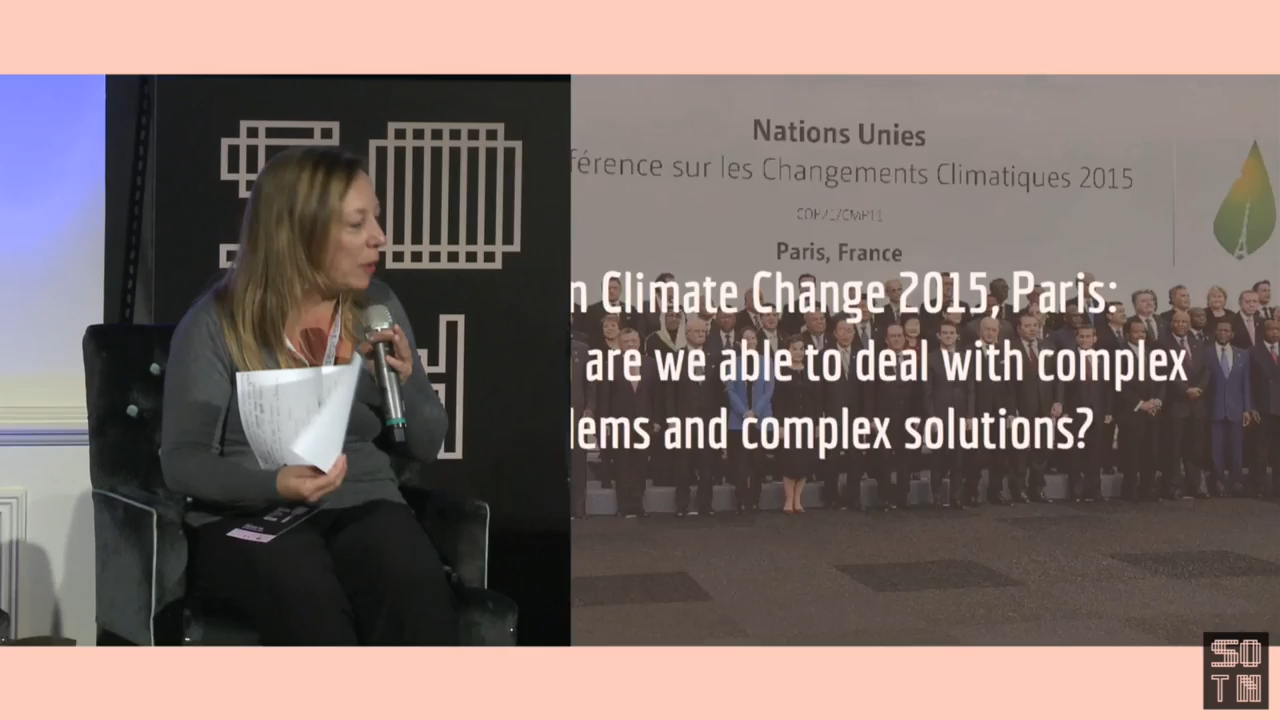 Nations Unies
férence sur les Changements Climatiques 2015
Paris, France
n Climate Change 2015, Paris:
are we able to deal with complex
lems and complex solutions?
SO
TH